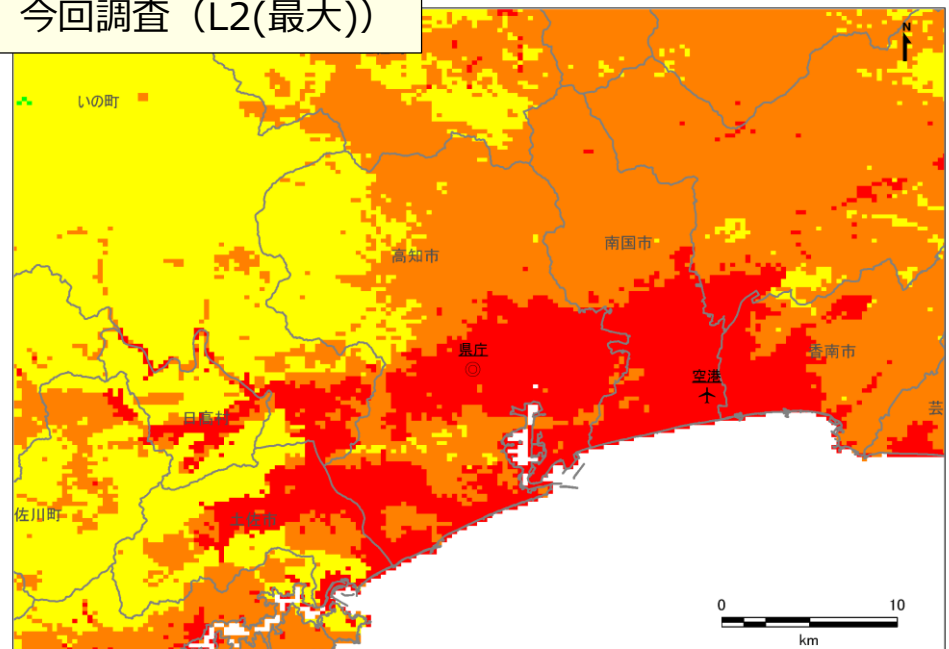 今回調査（L2(最大)）
N
いの町
高知市
南国市
県庁
空港
香南市
芸
日高村
佐川町
土佐市
0 10
km